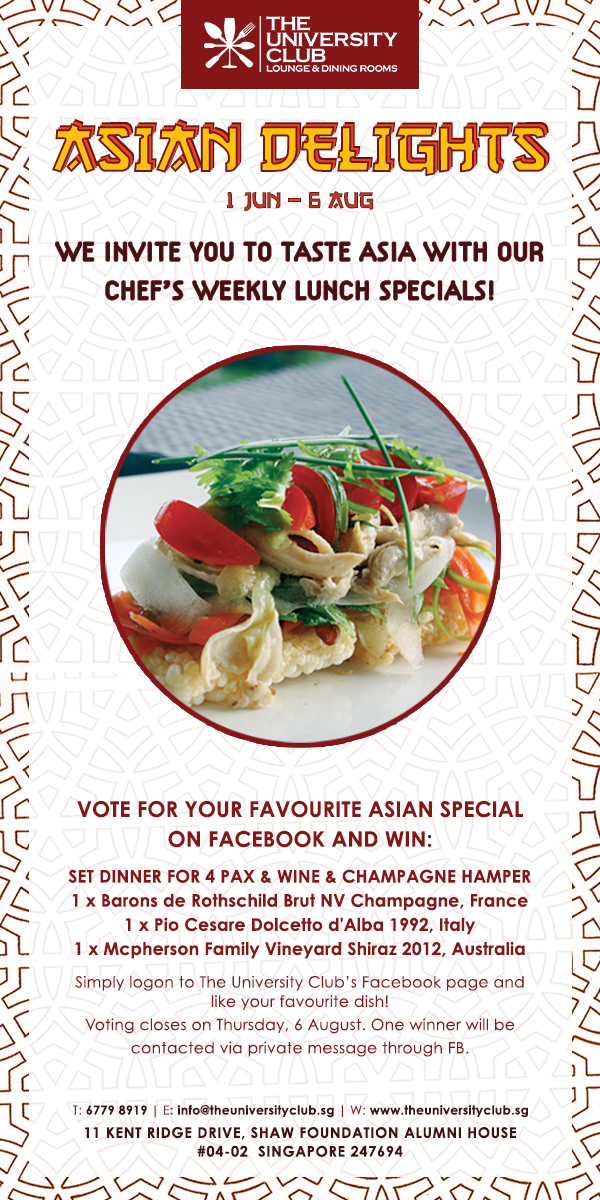 THE
UNIVERSITY
CLUB
LOUNGE & DINING ROOMS
ASIAN DELIGHTS
1 JUN – 6 AUG
WE INVITE YOU TO TASTE ASIA WITH OUR
CHEF'S WEEKLY LUNCH SPECIALS!
VOTE FOR YOUR FAVOURITE ASIAN SPECIAL
ON FACEBOOK AND WIN:
SET DINNER FOR 4 PAX & WINE & CHAMPAGNE HAMPER
1 x Barons de Rothschild Brut NV Champagne, France
1 x Pio Cesare Dolcetto d'Alba 1992, Italy
1 x Mcpherson Family Vineyard Shiraz 2012, Australia
Simply logon to The University Club's Facebook page and
like your favourite dish!
Voting closes on Thursday, 6 August. One winner will be
contacted via private message through FB.
T: 6779 8919 | E: info@theuniversityclub.sg | W: www.theuniversityclub.sg
11 KENT RIDGE DRIVE, SHAW FOUNDATION ALUMNI HOUSE
#04-02 SINGAPORE 247694